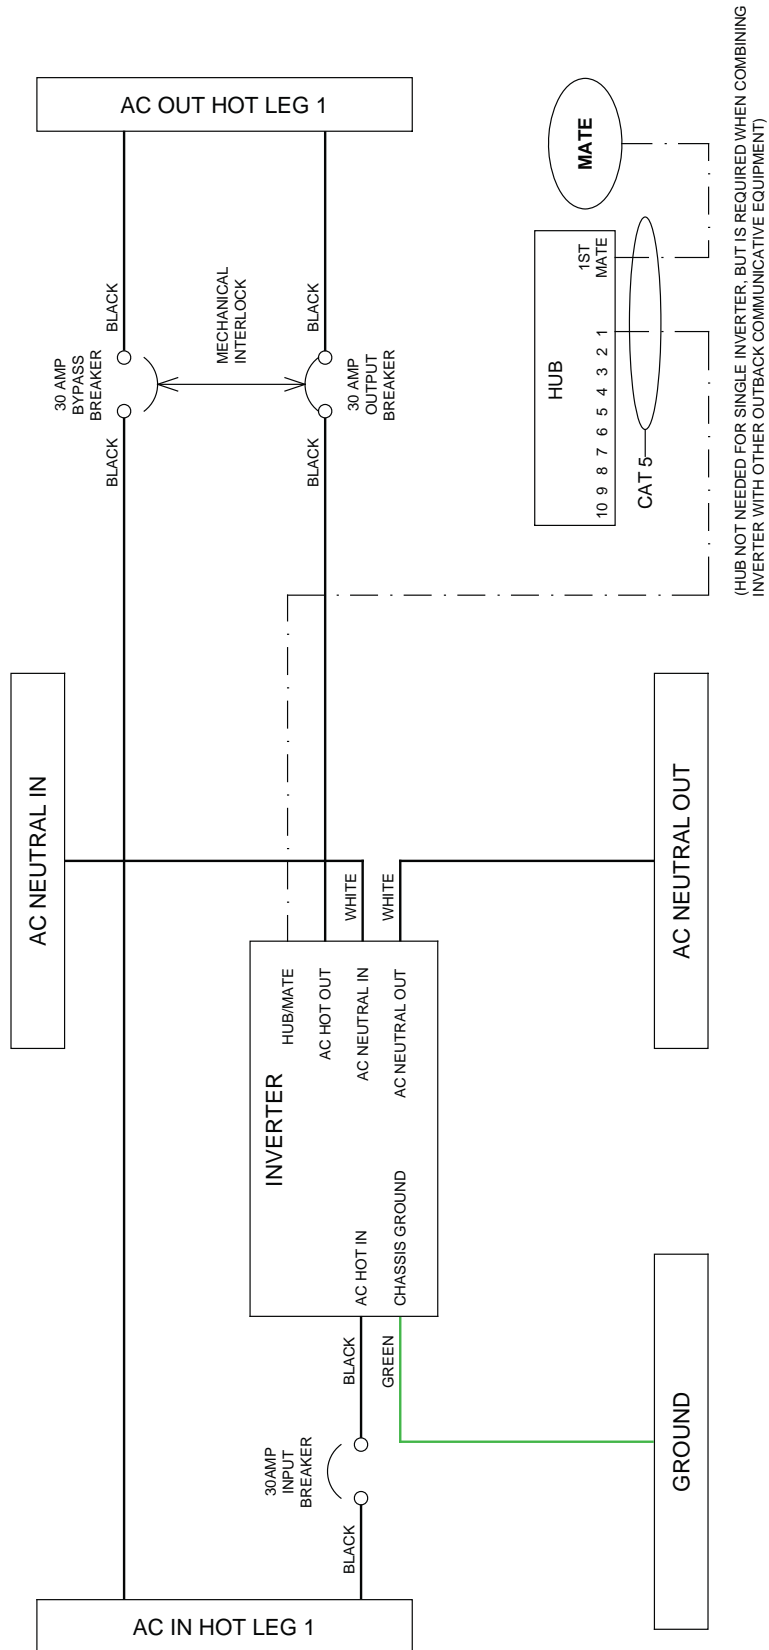 AC OUT HOT LEG 1
BLACK
BLACK
30 AMP
BYPASS
BREAKER
MECHANICAL
INTERLOCK
30 AMP
OUTPUT
BREAKER
BLACK
BLACK
MATE
HUB
1ST
MATE
10 9 8 7 6 5 4 3 2 1
CAT 5
(HUB NOT NEEDED FOR SINGLE INVERTER, BUT IS REQUIRED WHEN COMBINING
INVERTER WITH OTHER OUTBACK COMMUNICATIVE EQUIPMENT)
AC NEUTRAL IN
WHITE
WHITE
AC NEUTRAL OUT
INVERTER
HUB/MATE
AC HOT OUT
AC NEUTRAL IN
AC NEUTRAL OUT
AC HOT IN
CHASSIS GROUND
BLACK
GREEN
30AMP
INPUT
BREAKER
BLACK
GROUND
AC IN HOT LEG 1